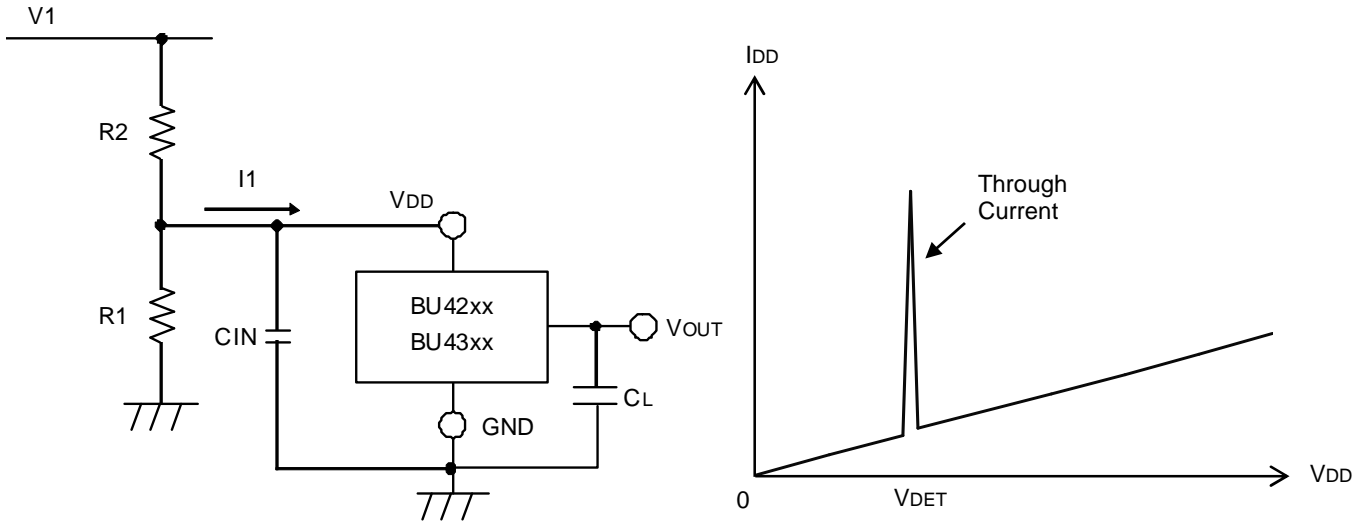 V1
R2
I1
VDD
R1
CIN
BU42xx
BU43xx
VOUT
CL
GND
IDD
Through
Current
0
VDET
VDD